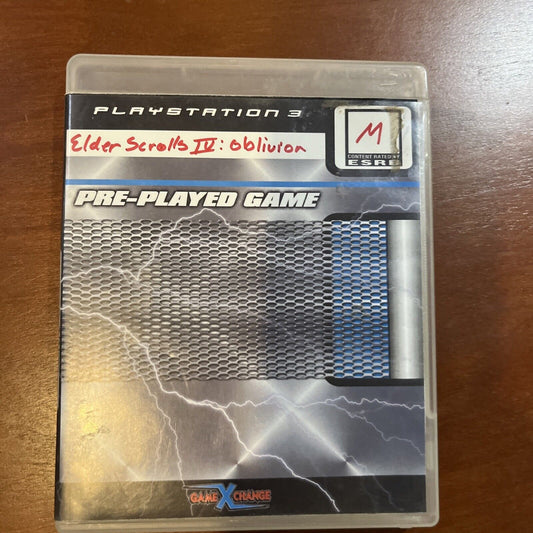 PLAYSTATION 3
Elder Scrolls IV: Oblivion
M
CONTENT RATED BY
ESRB
PRE-PLAYED GAME
GAME X CHANGE